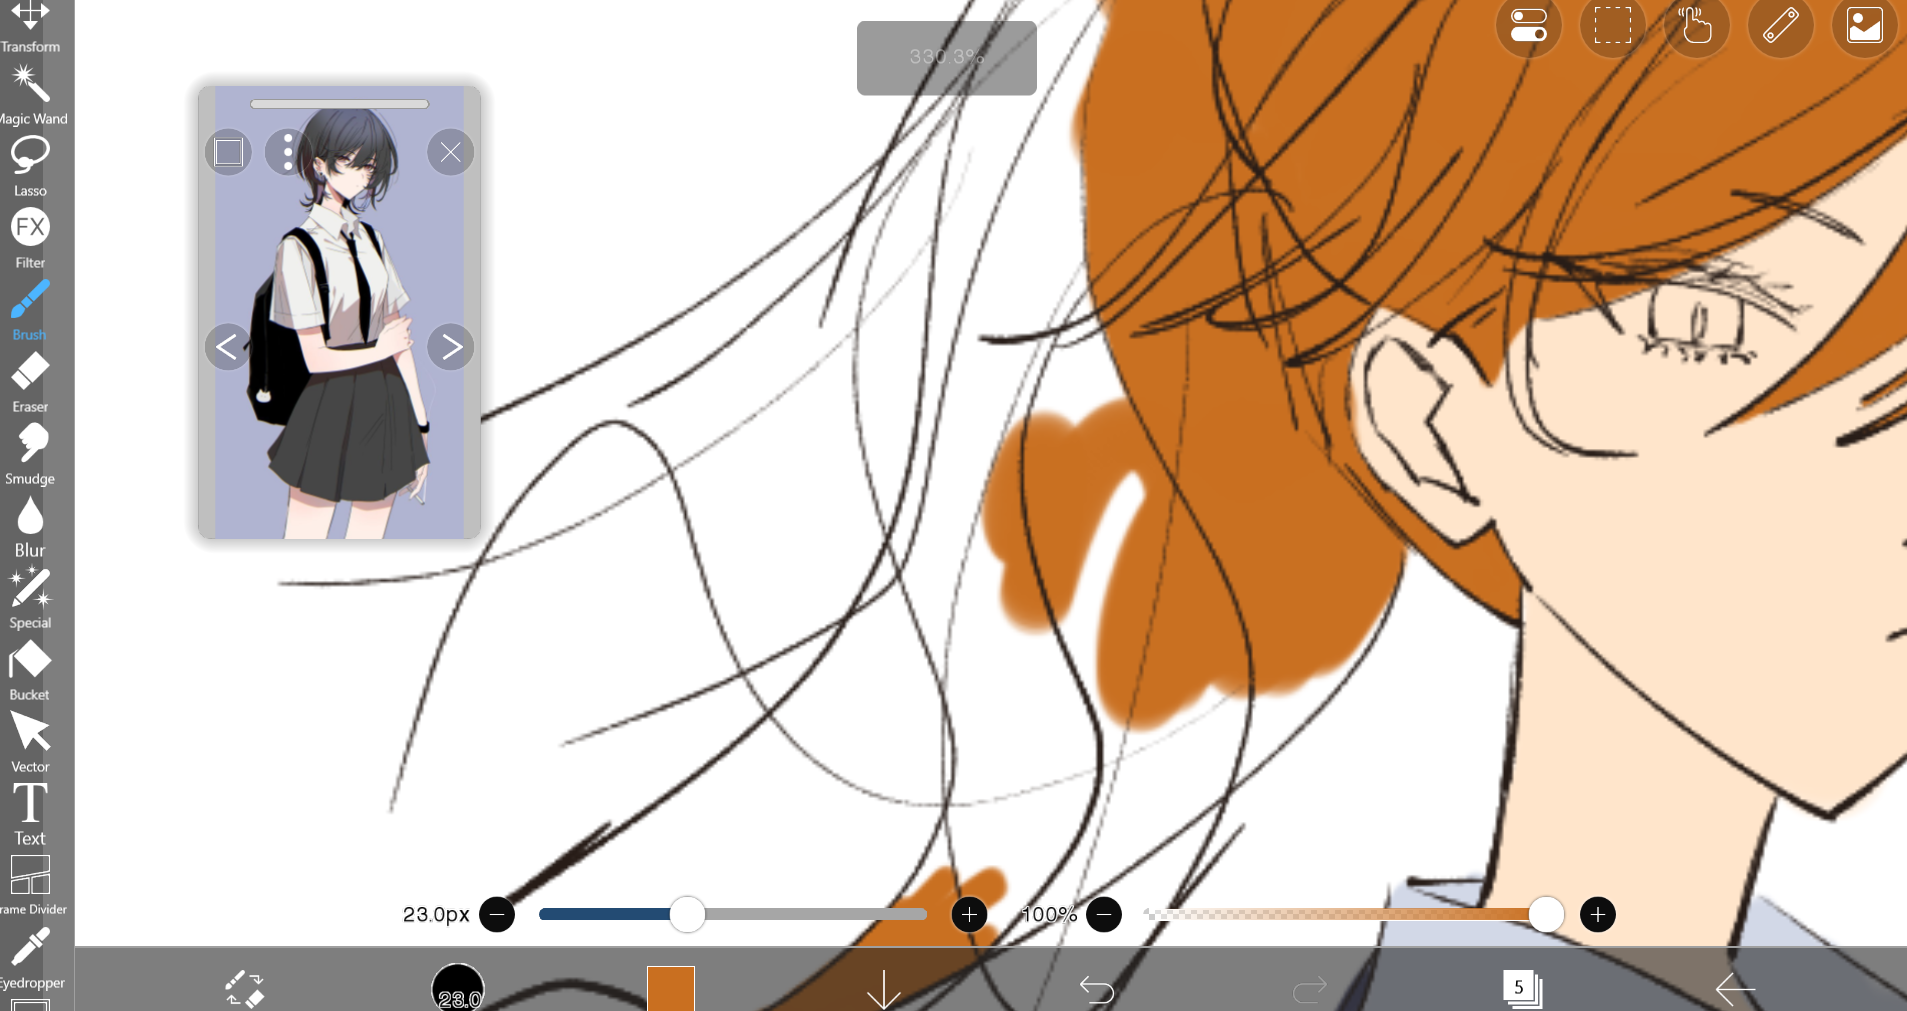 Transform
Magic Wand
Lasso
FX
Filter
Brush
Eraser
Smudge
Blur
Special
Bucket
Vector
T
Text
rame Divider
Eyedropper
330.3%
23.0px
100%
23.0
5